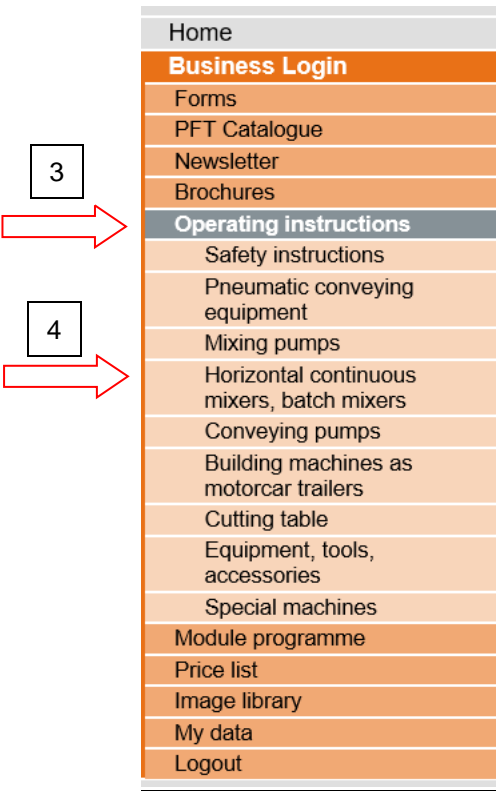 Home
Business Login
Forms
PFT Catalogue
3
Newsletter
Brochures
Operating instructions
Safety instructions
Pneumatic conveying
equipment
4
Mixing pumps
Horizontal continuous
mixers, batch mixers
Conveying pumps
Building machines as
motorcar trailers
Cutting table
Equipment, tools,
accessories
Special machines
Module programme
Price list
Image library
My data
Logout